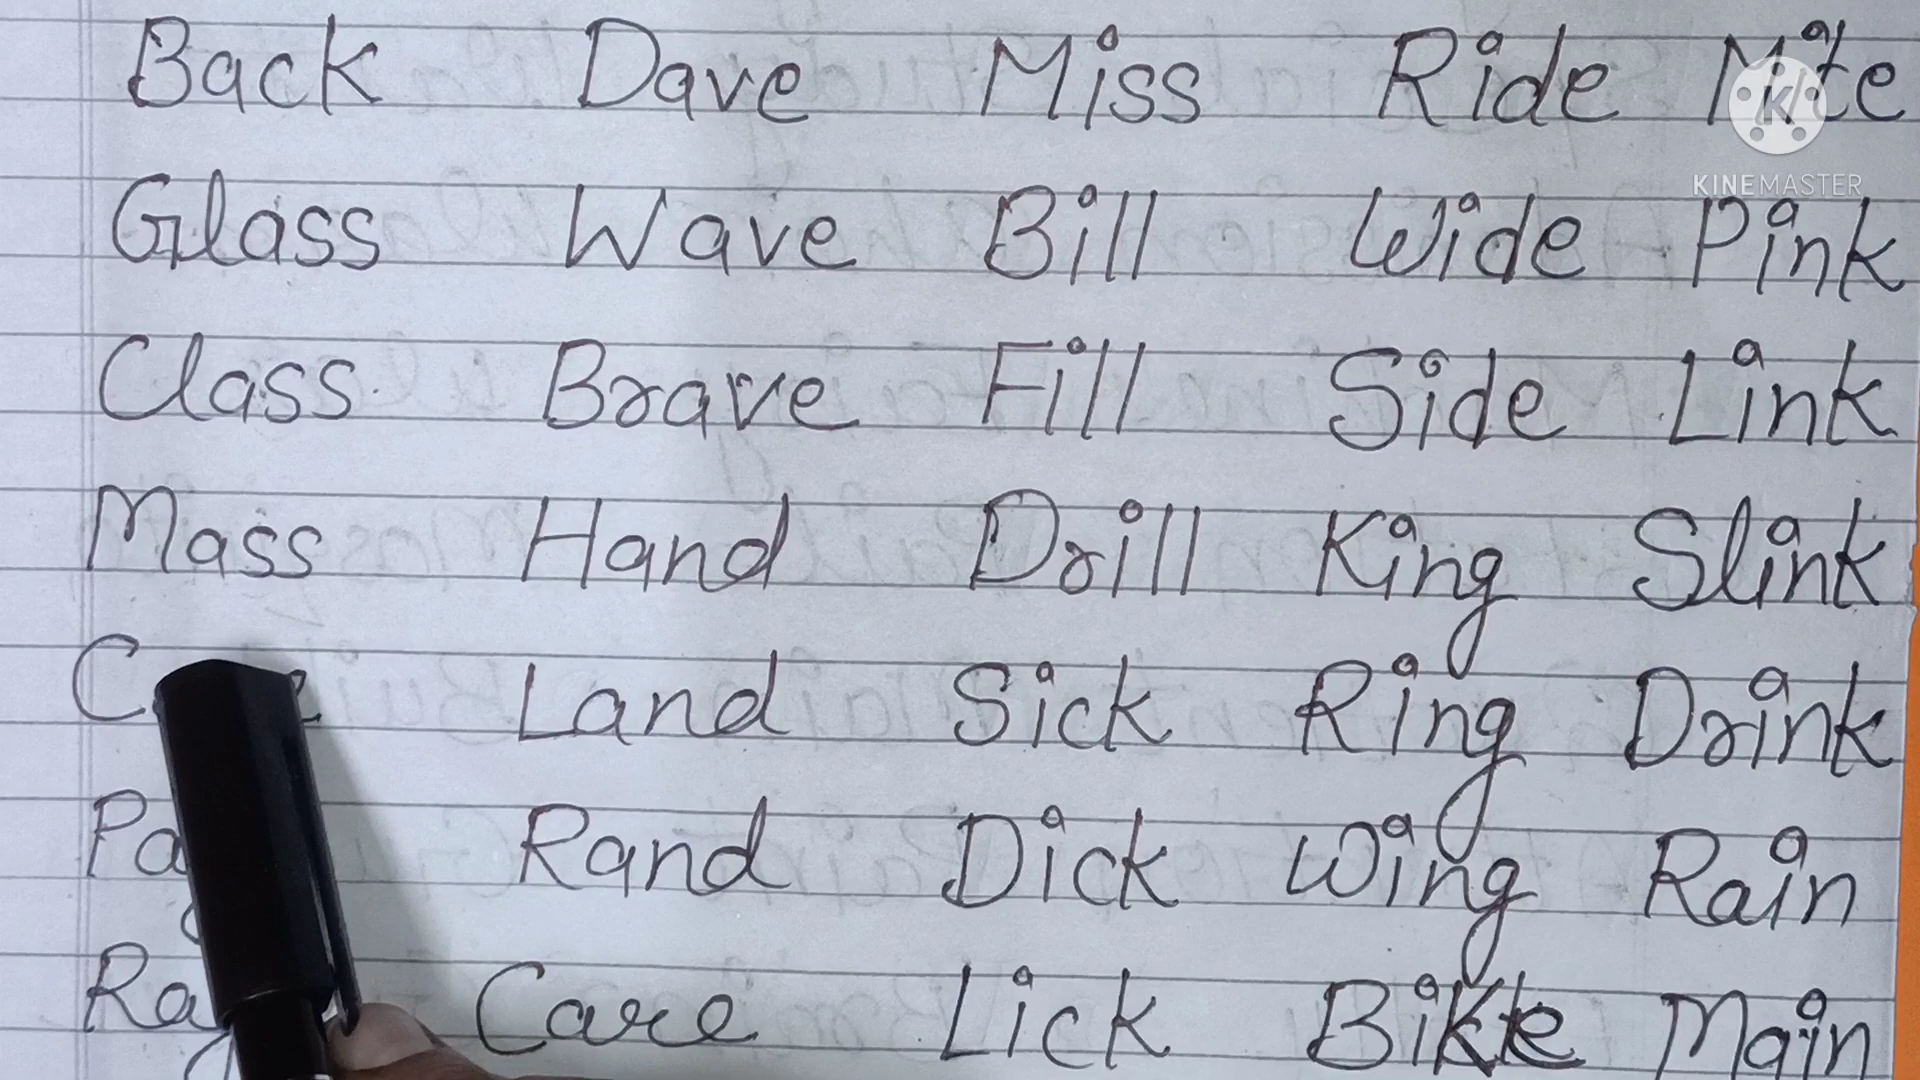 Back Dave Miss Ride Mite
KINEMASTER
Glass Wave Bill Wide Pink
Class Brave Fill Side Link
Mass Hand Drill King Slink
Land Sick Ring Drink
Rand Dick Wing Rain
Care Lick Bike Main